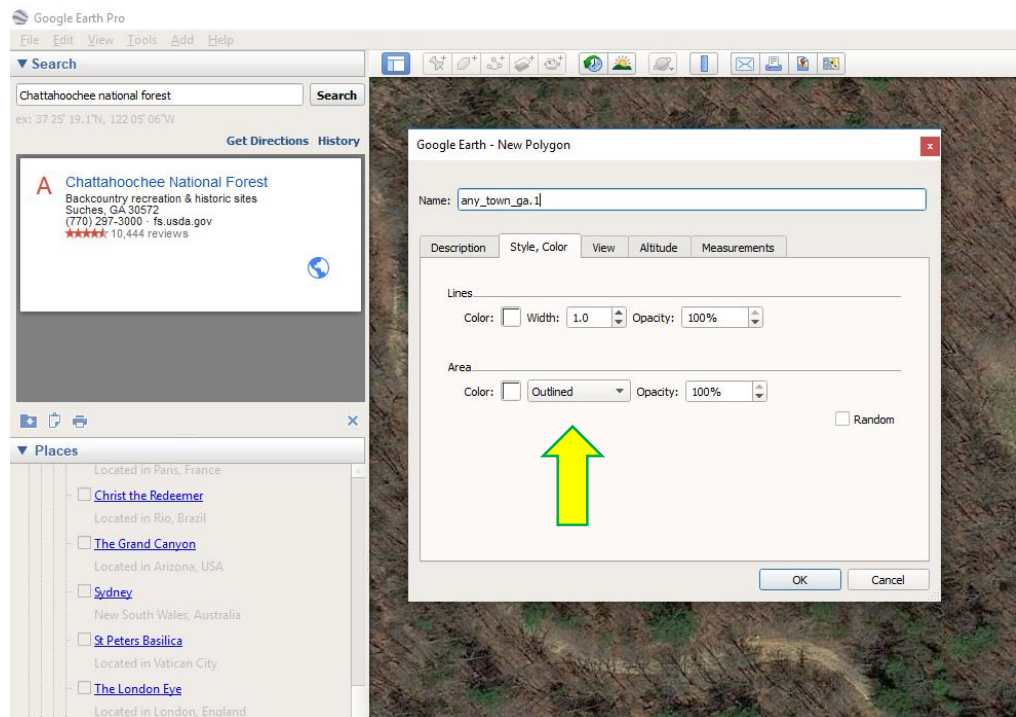 Google Earth Pro
File Edit View Tools Add Help
▼ Search
Chattahoochee national forest Search
ex: 37 25' 19.1"N, 122 05' 06"W
Get Directions History
A Chattahoochee National Forest
Backcountry recreation & historic sites
Suches, GA 30572
(770) 297-3000 - fs.usda.gov
10,444 reviews
▼ Places
Located in Paris, France
Christ the Redeemer
Located in Rio, Brazil
The Grand Canyon
Located in Arizona, USA
Sydney
New South Wales, Australia
St Peters Basilica
Located in Vatican City
The London Eye
Located in London, England
Google Earth - New Polygon x
Name: any_town_ga.1
Description Style, Color View Altitude Measurements
Lines
Color: Width: 1.0 Opacity: 100%
Area
Color: Outlined Opacity: 100%
Random
OK Cancel